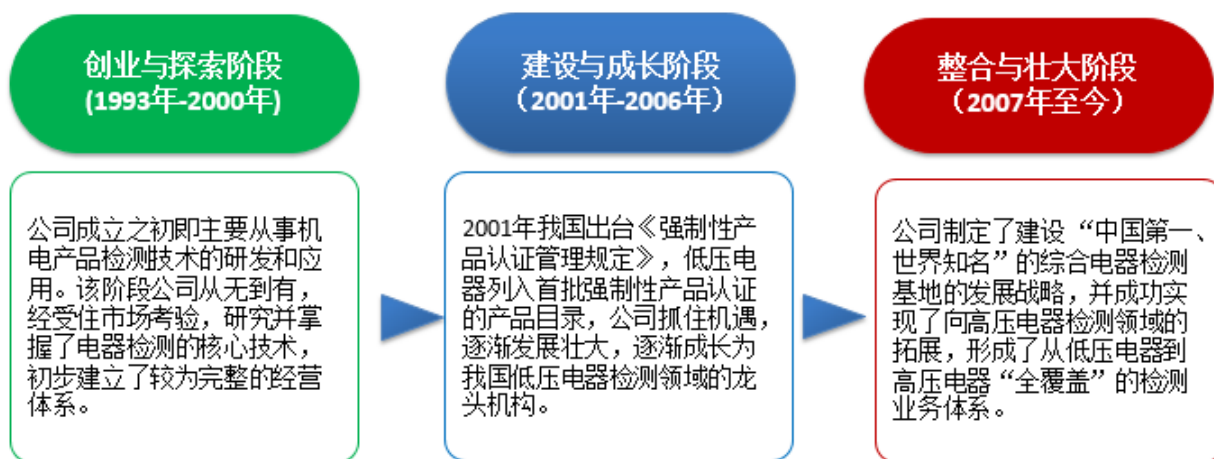 创业与探索阶段
(1993年-2000年)
公司成立之初即主要从事机
电产品检测技术的研发和应
用。该阶段公司从无到有，
经受住市场考验，研究并掌
握了电器检测的核心技术，
初步建立了较为完整的经营
体系。
建设与成长阶段
（2001年-2006年）
2001年我国出台《强制性产
品认证管理规定》，低压电
器列入首批强制性产品认证
的产品目录，公司抓住机遇，
逐渐发展壮大，逐渐成长为
我国低压电器检测领域的龙
头机构。
整合与壮大阶段
（2007年至今）
公司制定了建设“中国第一、
世界知名”的综合电器检测
基地的发展战略，并成功实
现了向高压电器检测领域的
拓展，形成了从低压电器到
高压电器“全覆盖”的检测
业务体系。